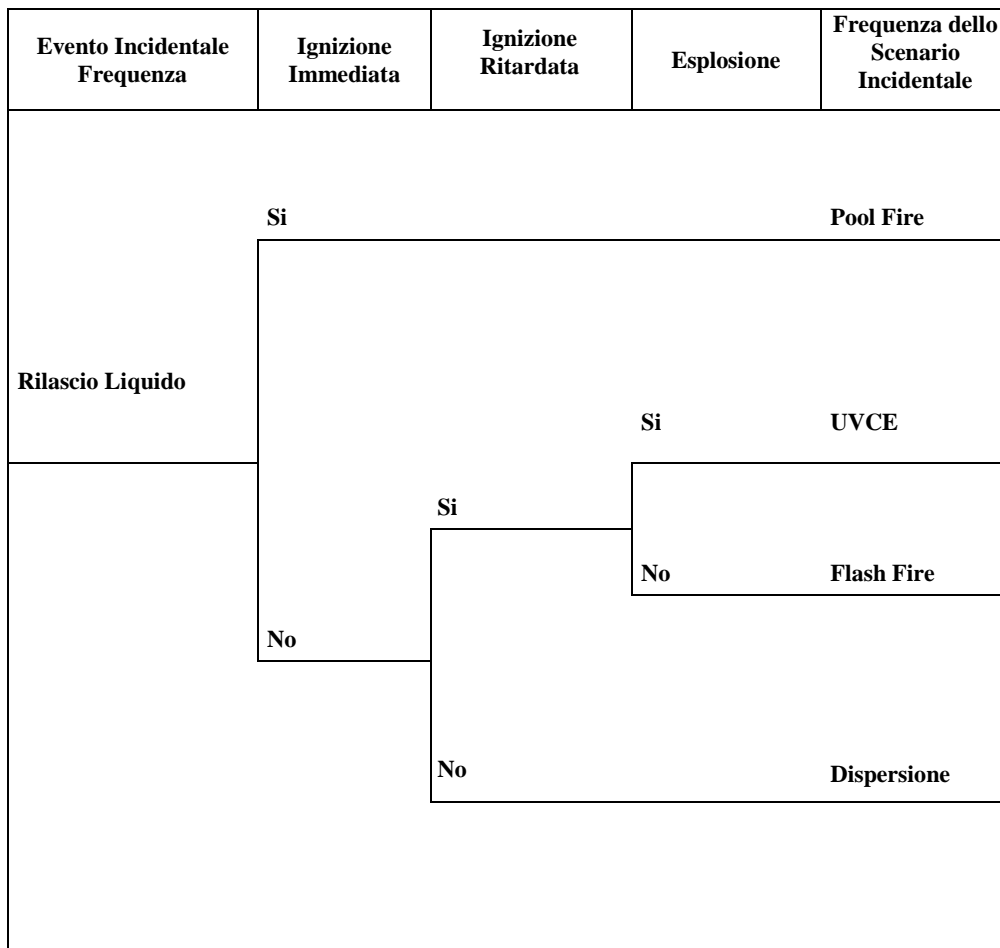 Evento Incidentale
Frequenza
Ignizione
Immediata
Ignizione
Ritardata
Esplosione
Frequenza dello
Scenario
Incidentale
Si
Pool Fire
Rilascio Liquido
Si
UVCE
Si
No
Flash Fire
No
No
Dispersione